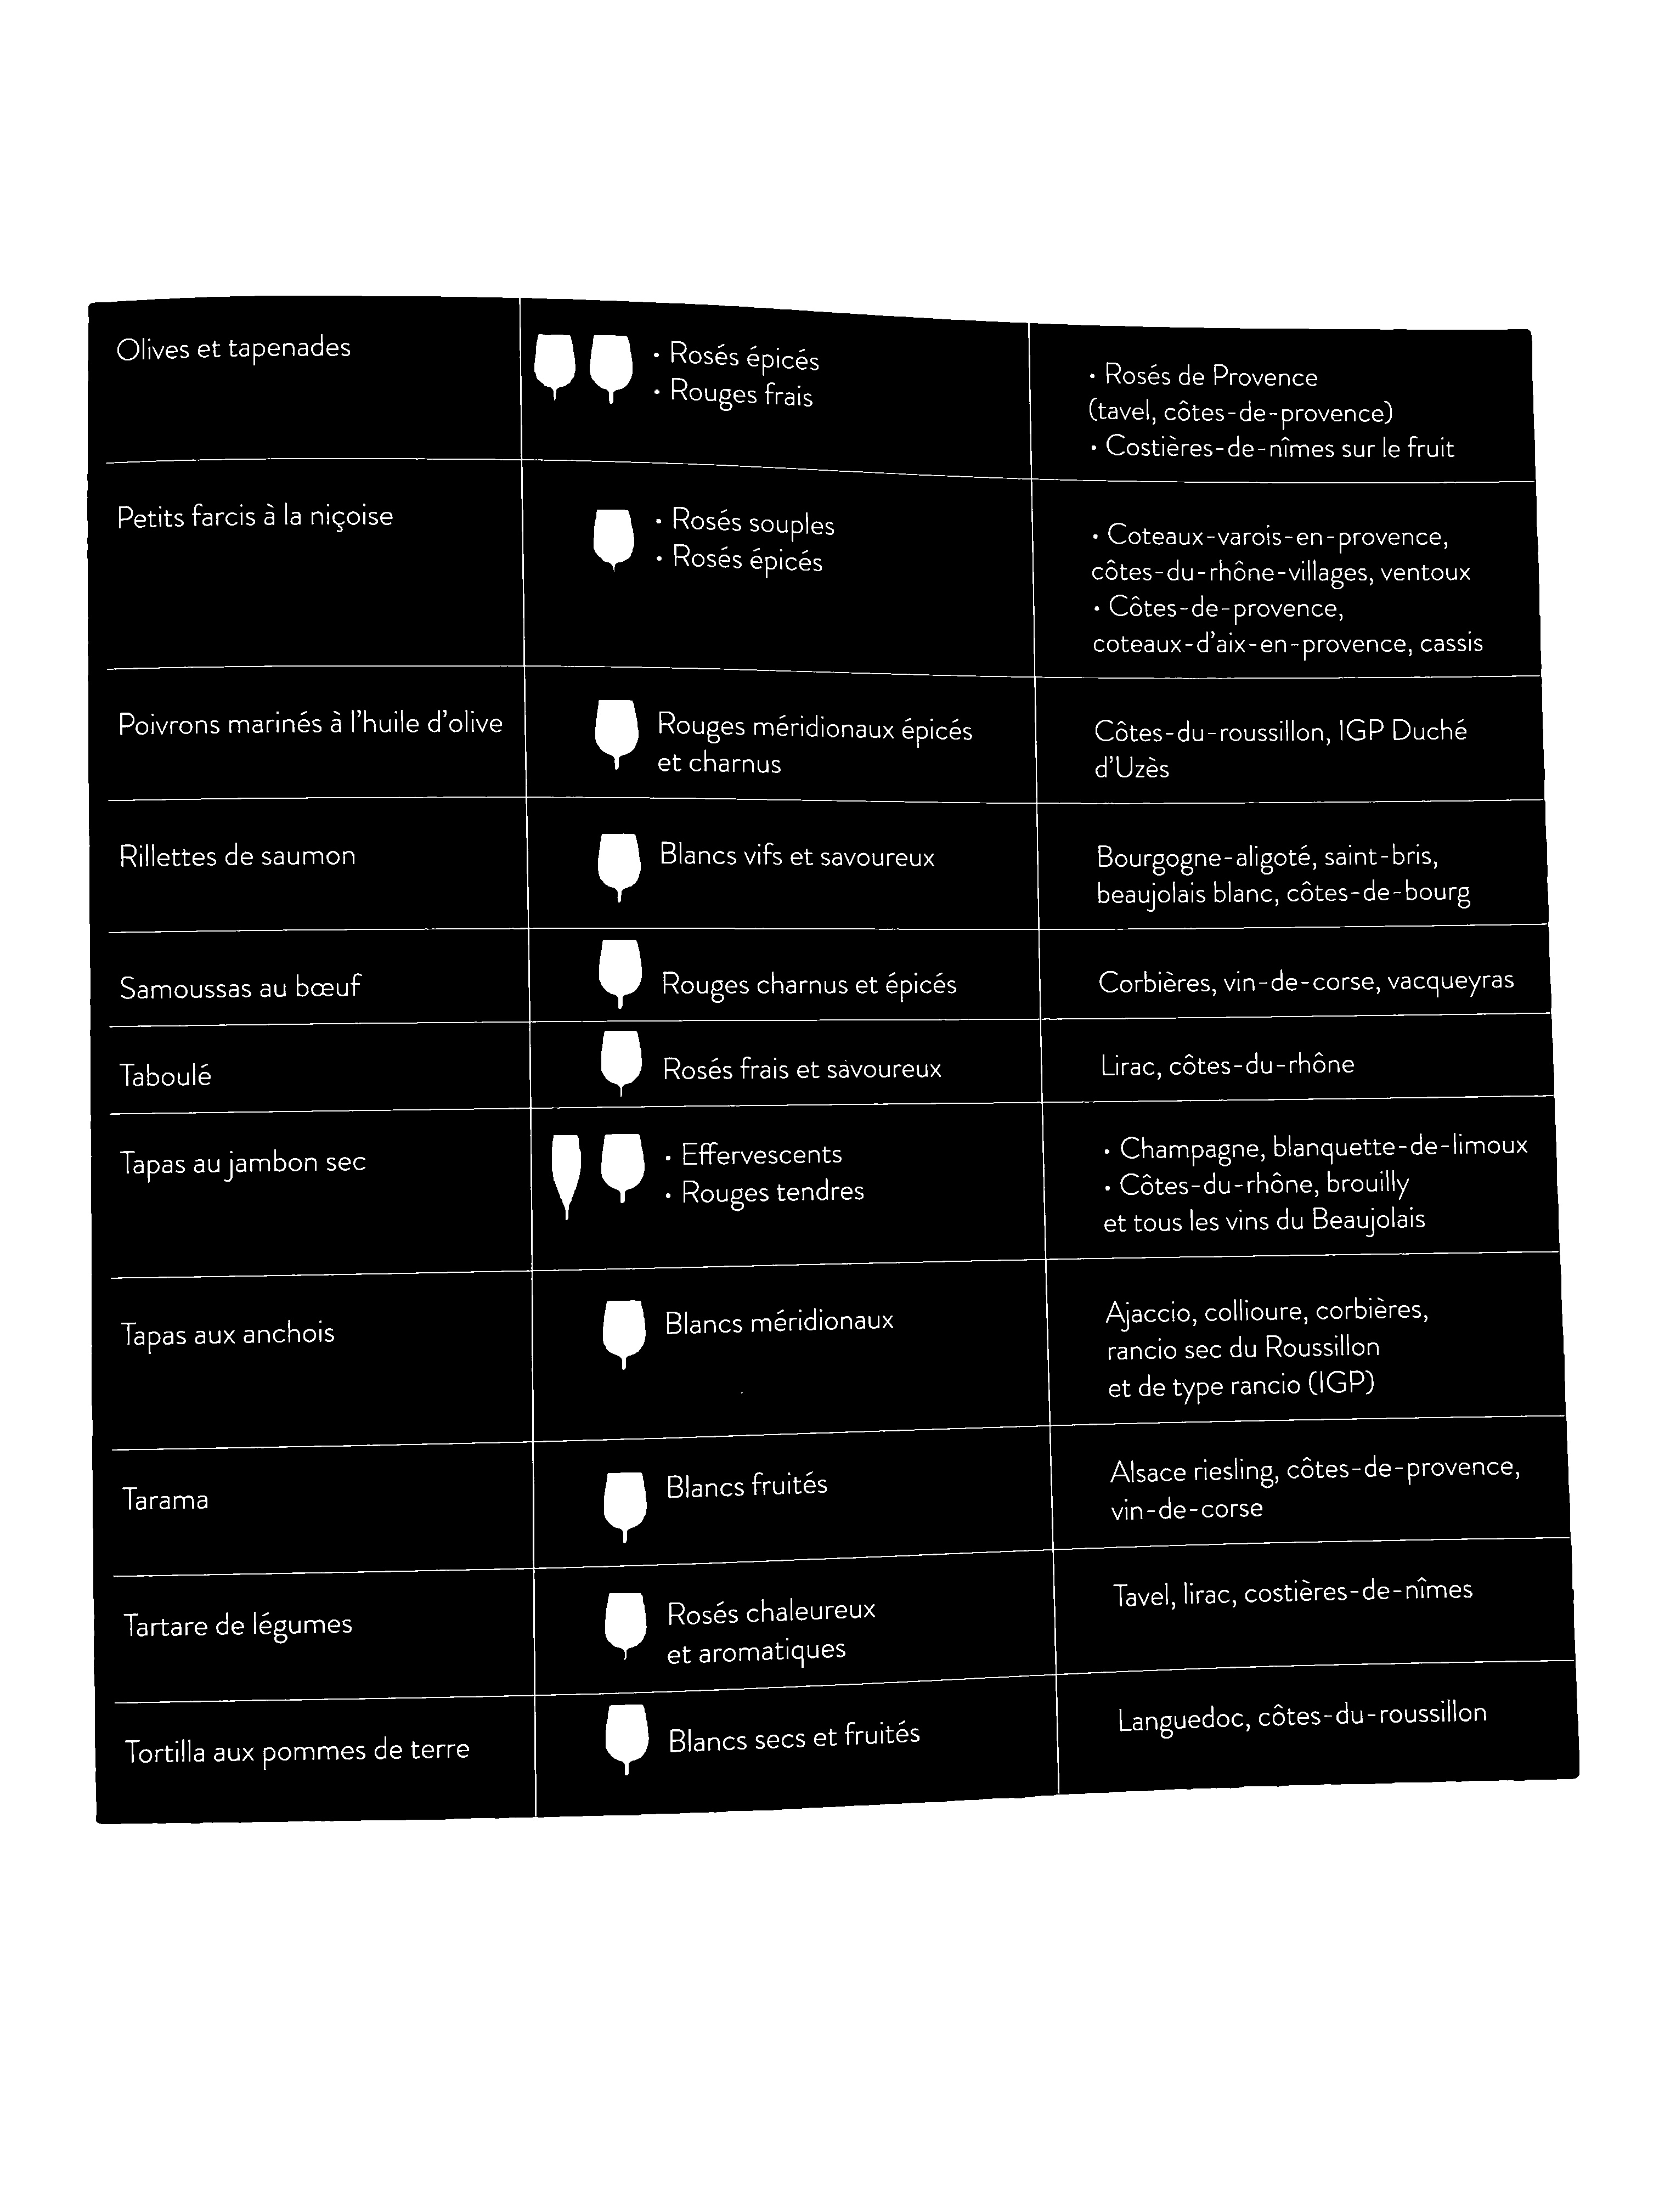 Olives et tapenades
• Rosés épicés
• Rouges frais
• Rosés de Provence
(tavel, côtes-de-provence)
• Costières-de-nîmes sur le fruit
Petits farcis à la niçoise
• Rosés souples
• Rosés épicés
• Coteaux-varois-en-provence,
côtes-du-rhône-villages, ventoux
• Côtes-de-provence,
coteaux-d'aix-en-provence, cassis
Poivrons marinés à l'huile d'olive
Rouges méridionaux épicés
et charnus
Côtes-du-roussillon, IGP Duché
d'Uzès
Rillettes de saumon
Blancs vifs et savoureux
Bourgogne-aligoté, saint-bris,
beaujolais blanc, côtes-de-bourg
Samoussas au bœuf
Rouges charnus et épicés
Corbières, vin-de-corse, vacqueyras
Taboulé
Rosés frais et savoureux
Lirac, côtes-du-rhône
Tapas au jambon sec
• Effervescents
• Rouges tendres
• Champagne, blanquette-de-limoux
• Côtes-du-rhône, brouilly
et tous les vins du Beaujolais
Tapas aux anchois
Blancs méridionaux
Ajaccio, collioure, corbières,
rancio sec du Roussillon
et de type rancio (IGP)
Tarama
Blancs fruités
Alsace riesling, côtes-de-provence,
vin-de-corse
Tartare de légumes
Rosés chaleureux
et aromatiques
Tavel, lirac, costières-de-nîmes
Tortilla aux pommes de terre
Blancs secs et fruités
Languedoc, côtes-du-roussillon